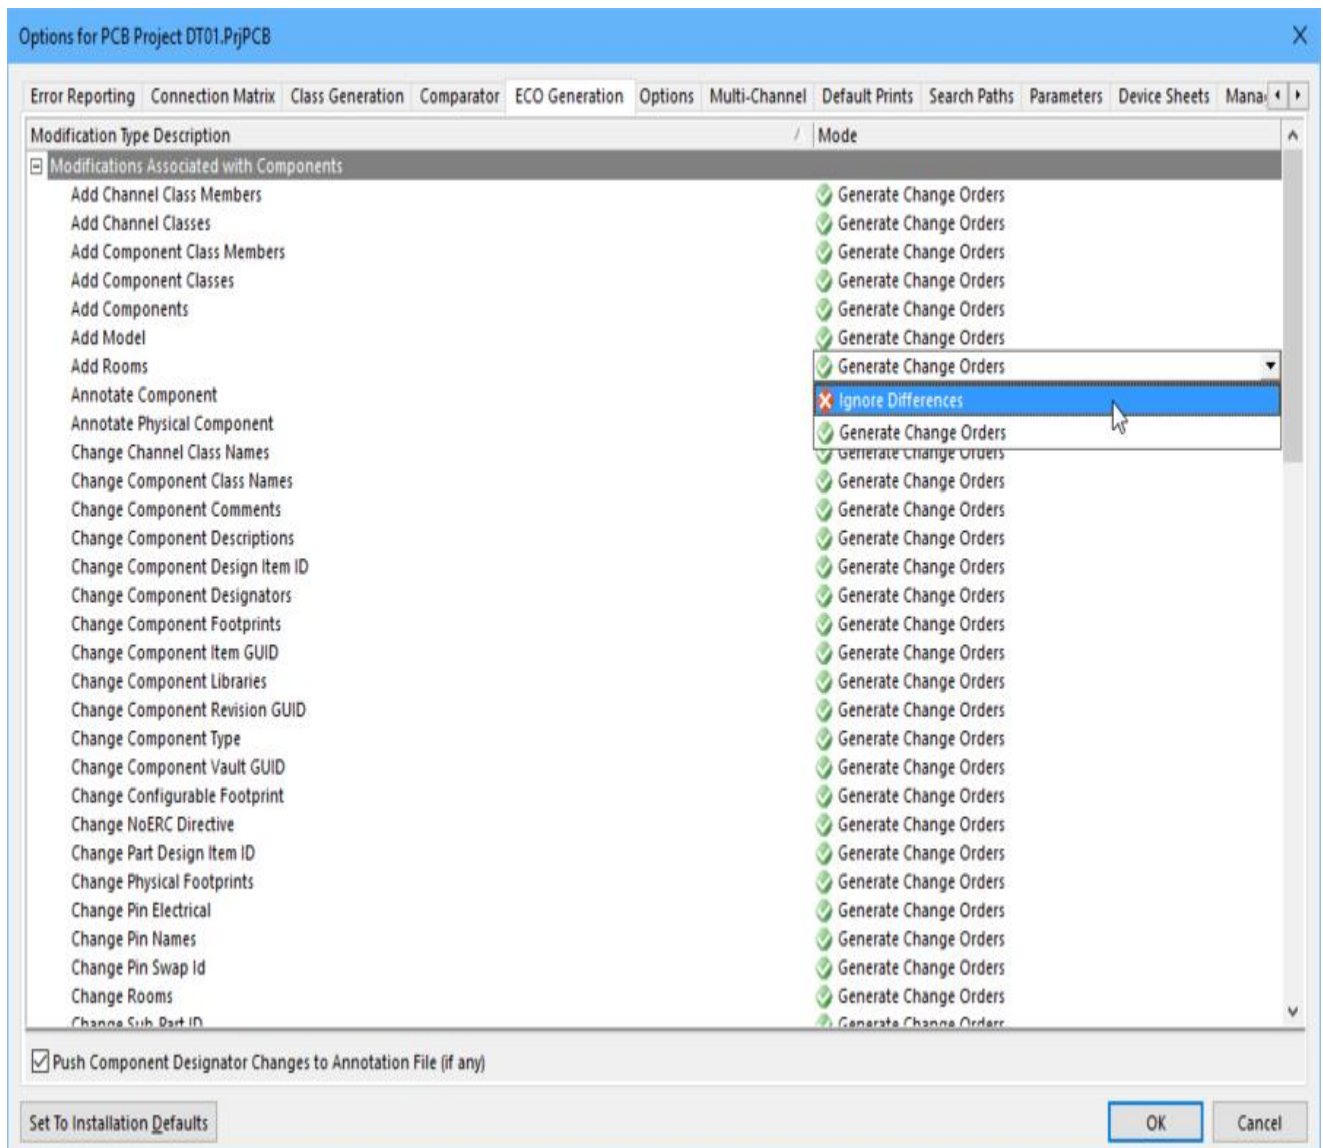 Options for PCB Project DT01.PrjPCB
Error Reporting Connection Matrix Class Generation Comparator ECO Generation Options Multi-Channel Default Prints Search Paths Parameters Device Sheets Mana
Modification Type Description Mode
Modifications Associated with Components
Add Channel Class Members Generate Change Orders
Add Channel Classes Generate Change Orders
Add Component Class Members Generate Change Orders
Add Component Classes Generate Change Orders
Add Components Generate Change Orders
Add Model Generate Change Orders
Add Rooms Generate Change Orders
Annotate Component Ignore Differences
Annotate Physical Component Generate Change Orders
Change Channel Class Names Generate Change Orders
Change Component Class Names Generate Change Orders
Change Component Comments Generate Change Orders
Change Component Descriptions Generate Change Orders
Change Component Design Item ID Generate Change Orders
Change Component Designators Generate Change Orders
Change Component Footprints Generate Change Orders
Change Component Item GUID Generate Change Orders
Change Component Libraries Generate Change Orders
Change Component Revision GUID Generate Change Orders
Change Component Type Generate Change Orders
Change Component Vault GUID Generate Change Orders
Change Configurable Footprint Generate Change Orders
Change NoERC Directive Generate Change Orders
Change Part Design Item ID Generate Change Orders
Change Physical Footprints Generate Change Orders
Change Pin Electrical Generate Change Orders
Change Pin Names Generate Change Orders
Change Pin Swap Id Generate Change Orders
Change Rooms Generate Change Orders
Change Sub-Part ID Generate Change Orders
Push Component Designator Changes to Annotation File (if any)
Set To Installation Defaults OK Cancel